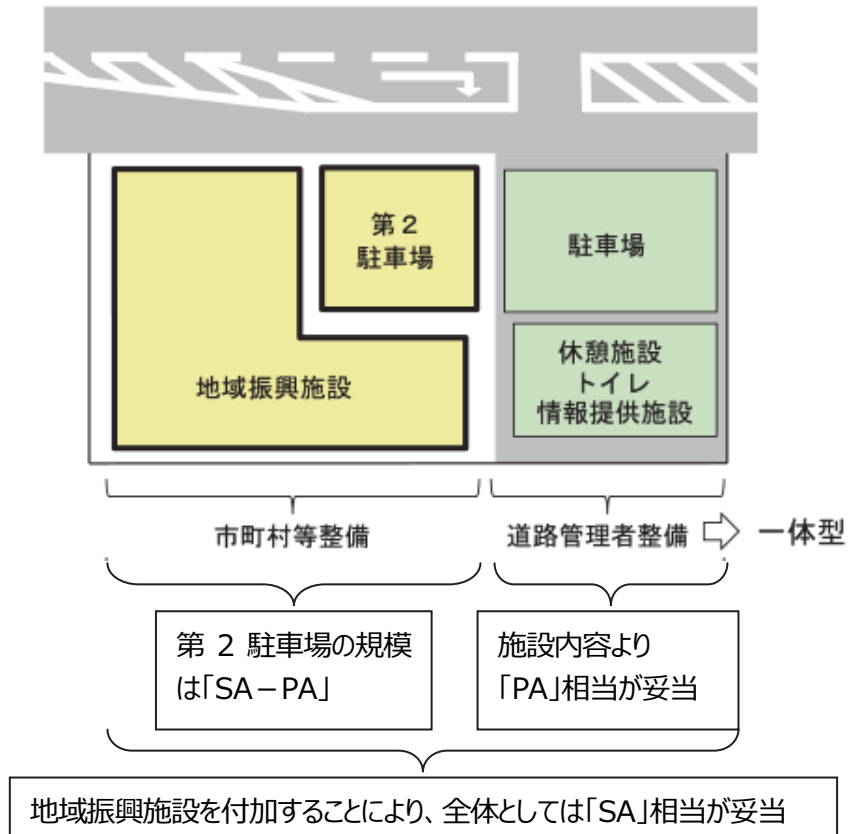 第２
駐車場
駐車場
地域振興施設
休憩施設
トイレ
情報提供施設
市町村等整備
道路管理者整備
一体型
第 2 駐車場の規模
は「SA－PA」
施設内容より
「PA」相当が妥当
地域振興施設を付加することにより、全体としては「SA」相当が妥当